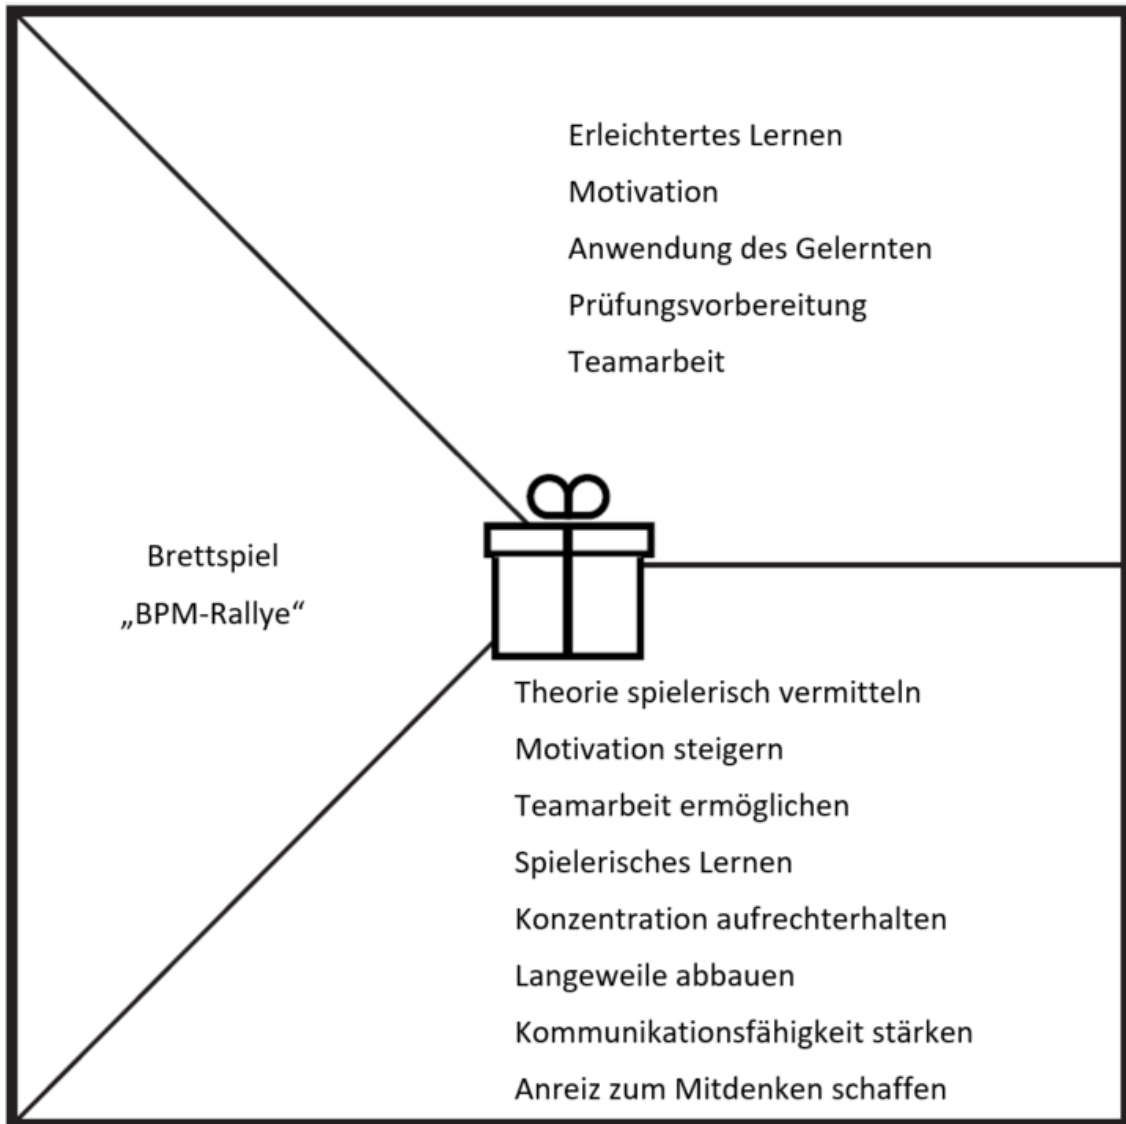 Erleichtertes Lernen
Motivation
Anwendung des Gelernten
Prüfungsvorbereitung
Teamarbeit
Brettspiel
„BPM-Rallye“
Theorie spielerisch vermitteln
Motivation steigern
Teamarbeit ermöglichen
Spielerisches Lernen
Konzentration aufrechterhalten
Langeweile abbauen
Kommunikationsfähigkeit stärken
Anreiz zum Mitdenken schaffen